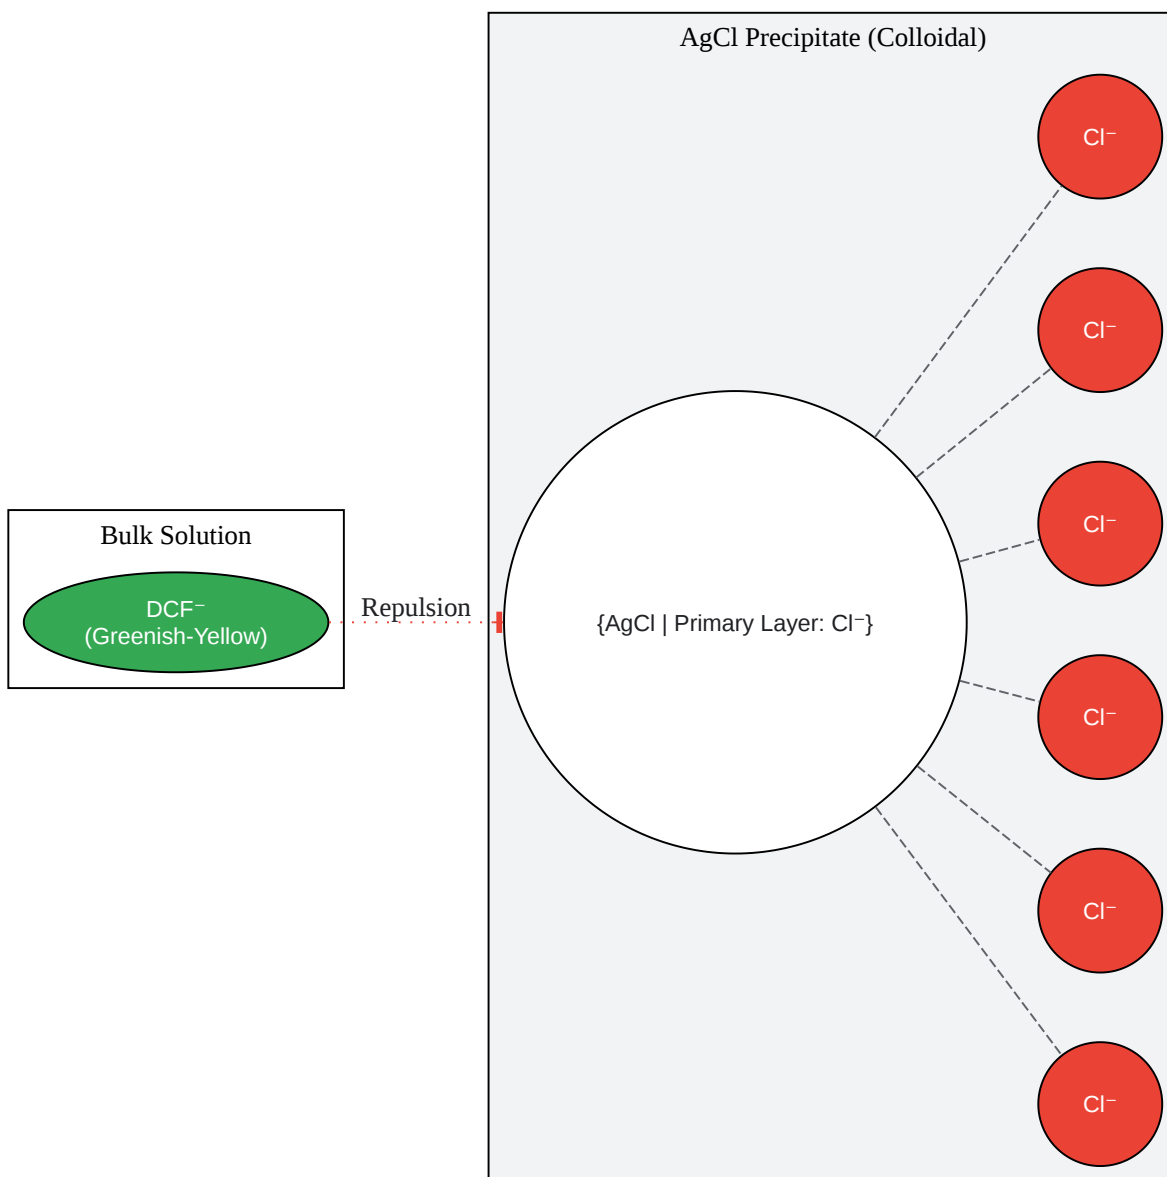 AgCl Precipitate (Colloidal)
Cl⁻
Cl⁻
Cl⁻
Bulk Solution
DCF⁻
(Greenish-Yellow)
Repulsion
{AgCl | Primary Layer: Cl⁻}
Cl⁻
Cl⁻
Cl⁻